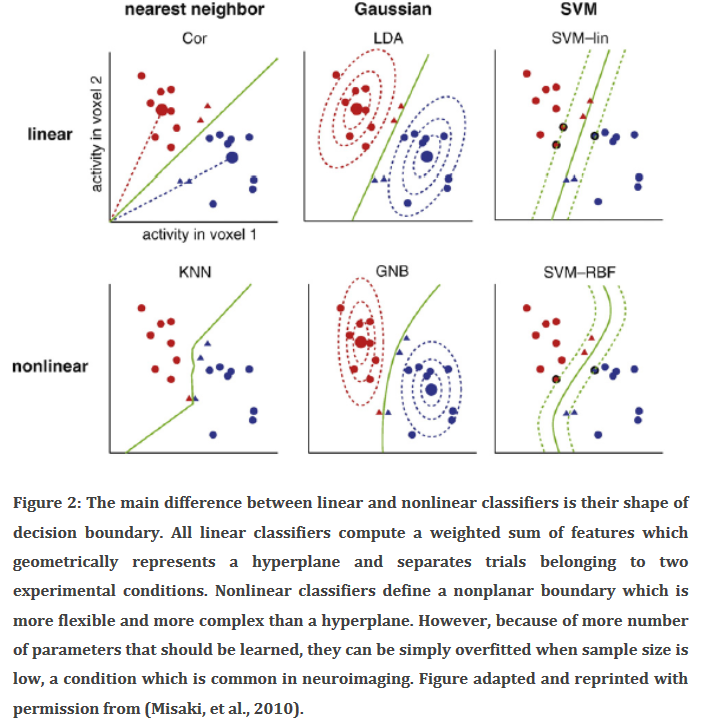 nearest neighbor
Gaussian
SVM
Cor
LDA
SVM–lin
linear
activity in voxel 2
activity in voxel 1
KNN
GNB
SVM–RBF
nonlinear
Figure 2: The main difference between linear and nonlinear classifiers is their shape of
decision boundary. All linear classifiers compute a weighted sum of features which
geometrically represents a hyperplane and separates trials belonging to two
experimental conditions. Nonlinear classifiers define a nonplanar boundary which is
more flexible and more complex than a hyperplane. However, because of more number
of parameters that should be learned, they can be simply overfitted when sample size is
low, a condition which is common in neuroimaging. Figure adapted and reprinted with
permission from (Misaki, et al., 2010).